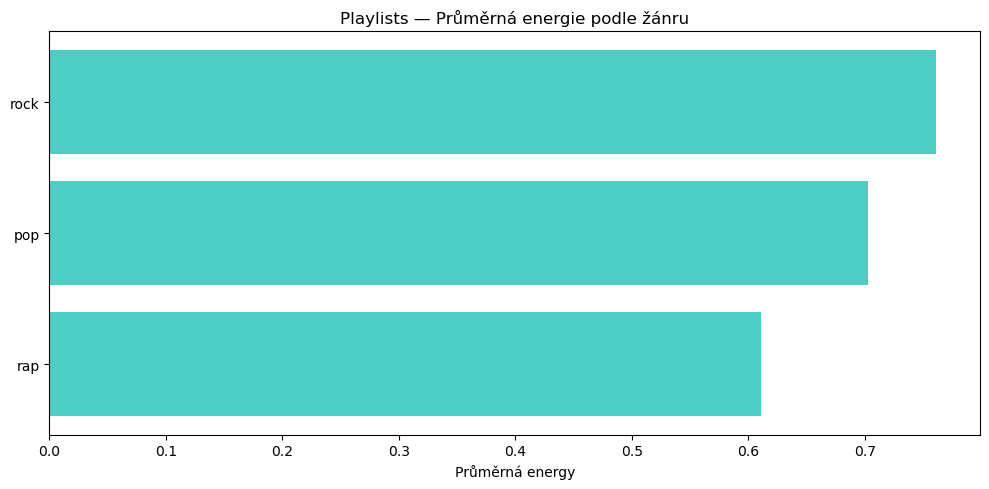 Playlists — Průměrná energie podle žánru
rock
pop
rap
0.0 0.1 0.2 0.3 0.4 0.5 0.6 0.7
Průměrná energy